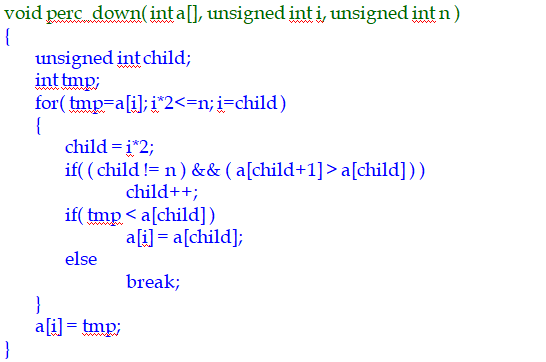 void perc_down( int a[], unsigned int i, unsigned int n )
{
unsigned int child;
int tmp;
for( tmp=a[i]; i*2<=n; i=child )
{
child = i*2;
if( ( child != n ) && ( a[child+1] > a[child] ) )
child++;
if( tmp < a[child] )
a[i] = a[child];
else
break;
}
a[i] = tmp;
}